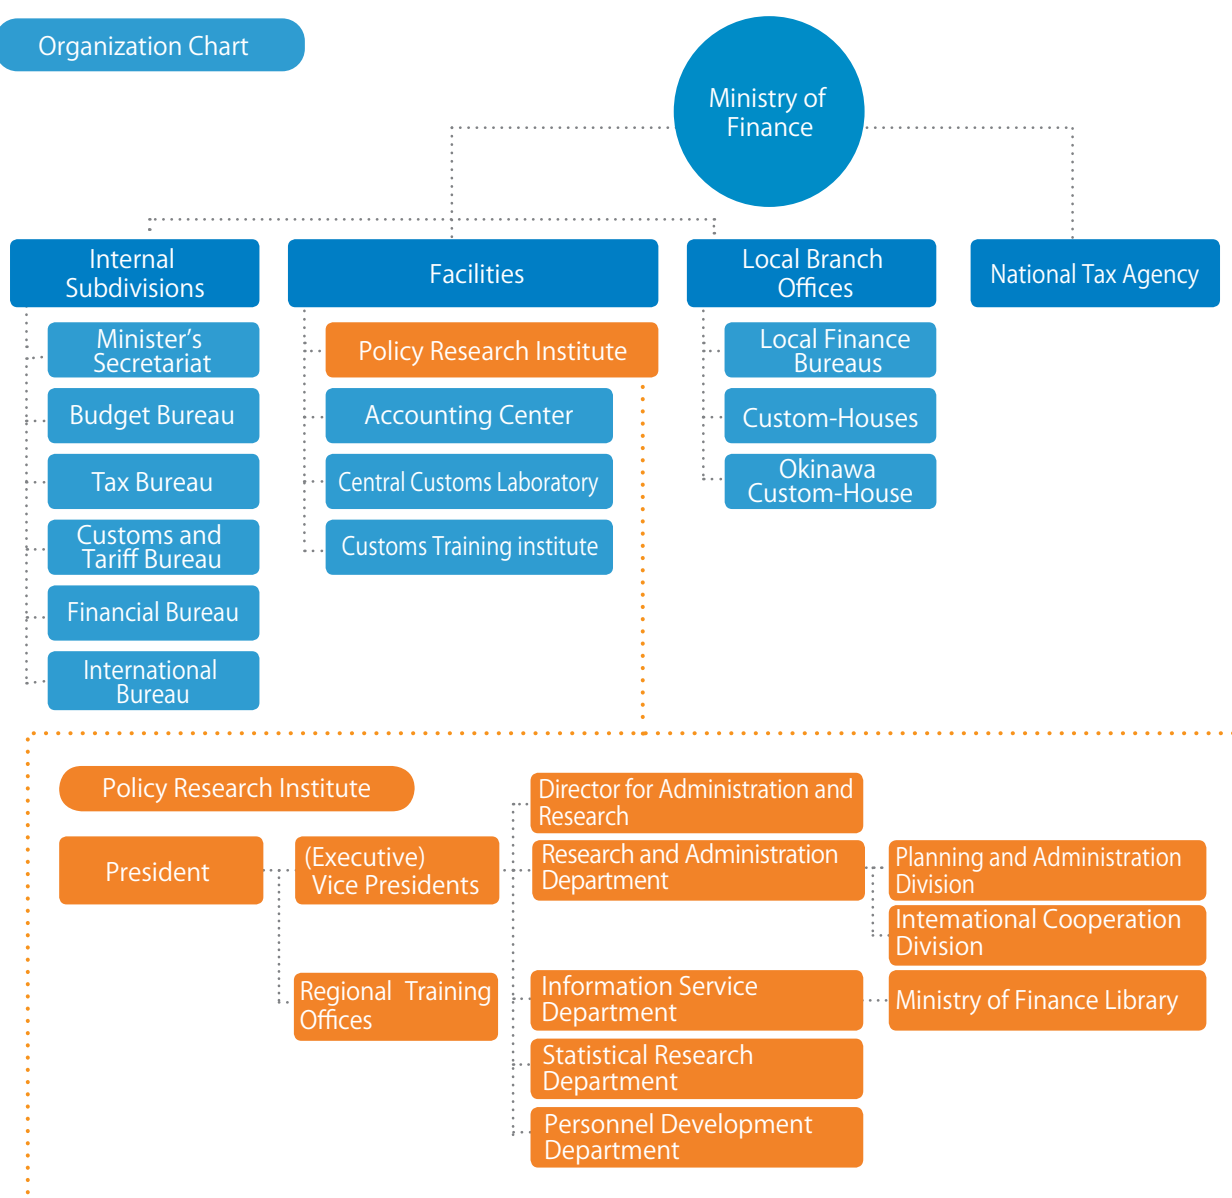 Organization Chart
Ministry of
Finance
Internal
Subdivisions
Facilities
Local Branch
Offices
National Tax Agency
Minister's
Secretariat
Budget Bureau
Tax Bureau
Customs and
Tariff Bureau
Financial Bureau
International
Bureau
Policy Research Institute
Accounting Center
Central Customs Laboratory
Customs Training institute
Local Finance
Bureaus
Custom-Houses
Okinawa
Custom-House
Policy Research Institute
President
(Executive)
Vice Presidents
Regional Training
Offices
Director for Administration and
Research
Research and Administration
Department
Information Service
Department
Statistical Research
Department
Personnel Development
Department
Planning and Administration
Division
International Cooperation
Division
Ministry of Finance Library